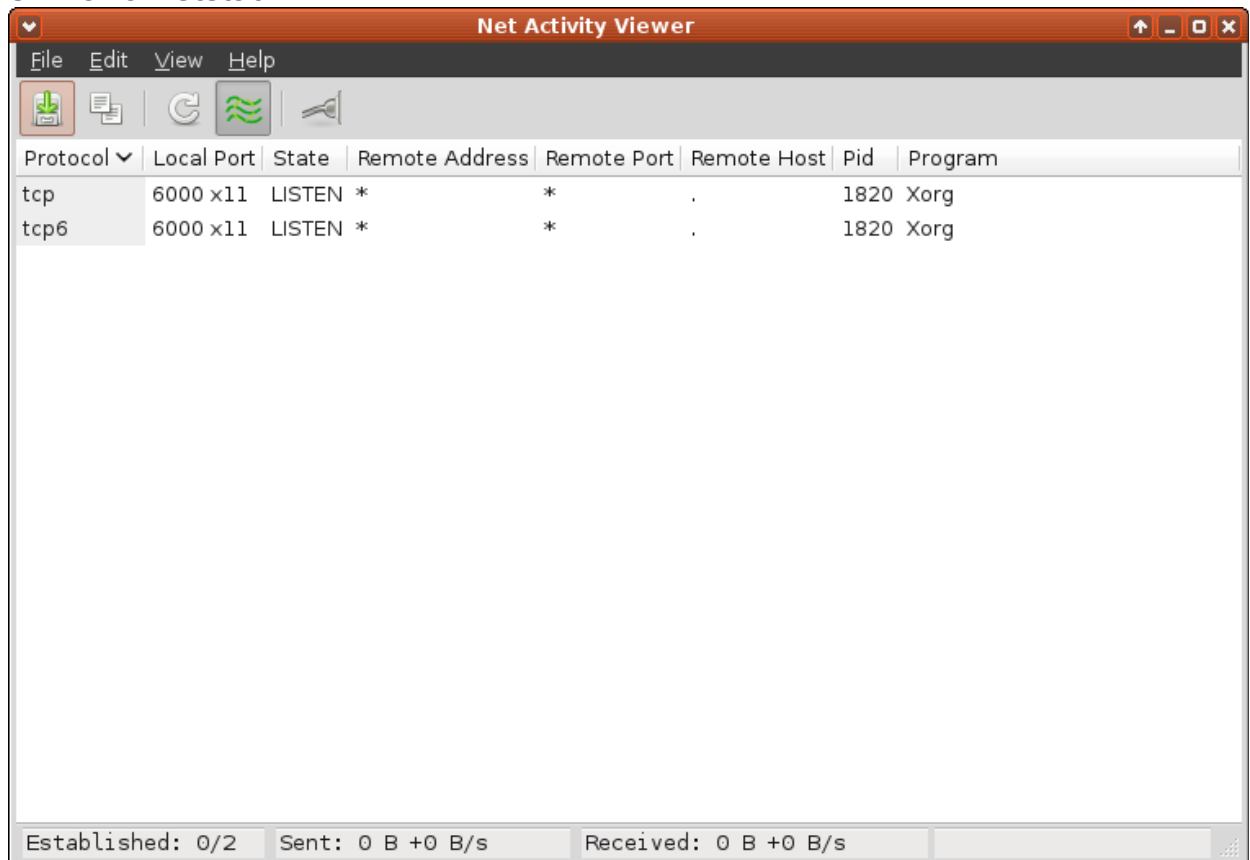 Net Activity Viewer
File Edit View Help
Protocol Local Port State Remote Address Remote Port Remote Host Pid Program
tcp 6000 x11 LISTEN * * . 1820 Xorg
tcp6 6000 x11 LISTEN * * . 1820 Xorg
Established: 0/2 Sent: 0 B +0 B/s Received: 0 B +0 B/s